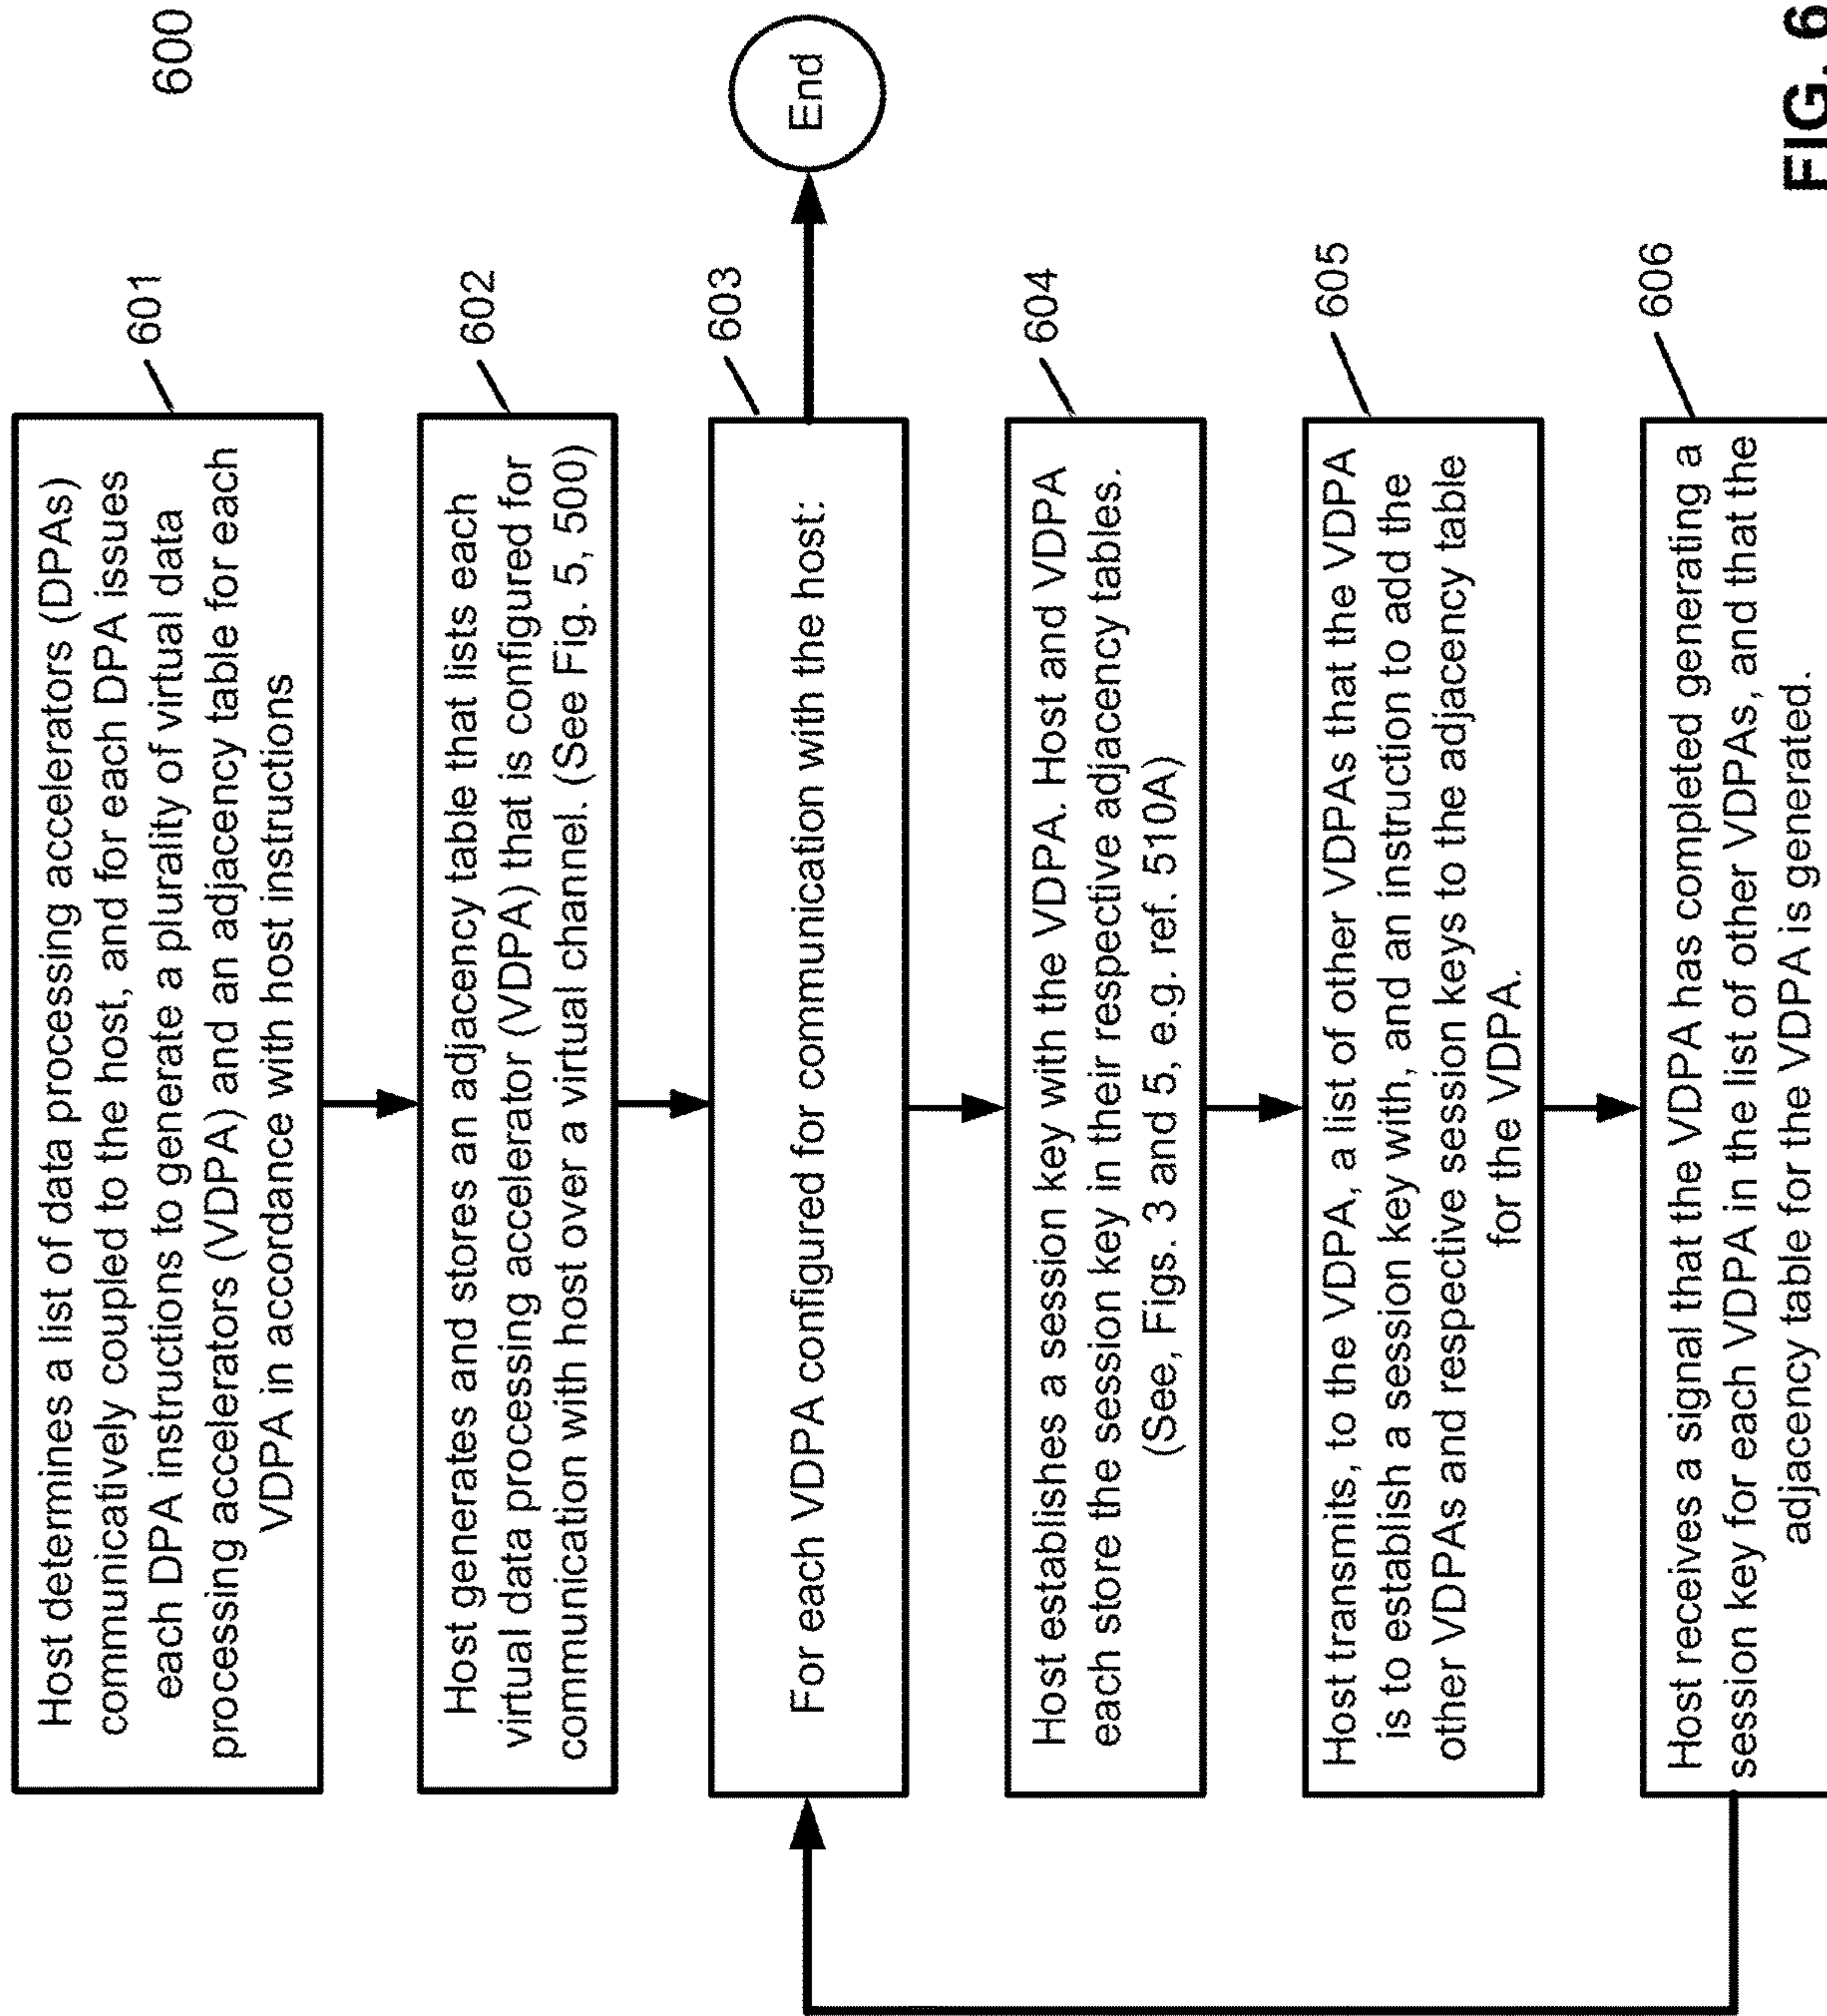 600
601
Host determines a list of data processing accelerators (DPAs)
communicatively coupled to the host, and for each DPA issues
each DPA instructions to generate a plurality of virtual data
processing accelerators (VDPA) and an adjacency table for each
VDPA in accordance with host instructions
602
Host generates and stores an adjacency table that lists each
virtual data processing accelerator (VDPA) that is configured for
communication with host over a virtual channel. (See Fig. 5, 500)
603
For each VDPA configured for communication with the host:
End
604
Host establishes a session key with the VDPA. Host and VDPA
each store the session key in their respective adjacency tables.
(See, Figs. 3 and 5, e.g. ref. 510A)
605
Host transmits, to the VDPA, a list of other VDPAs that the VDPA
is to establish a session key with, and an instruction to add the
other VDPAs and respective session keys to the adjacency table
for the VDPA.
606
Host receives a signal that the VDPA has completed generating a
session key for each VDPA in the list of other VDPAs, and that the
adjacency table for the VDPA is generated.
FIG. 6